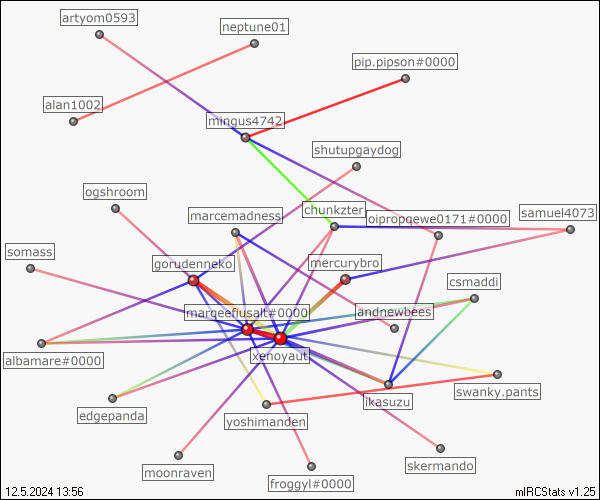 artyom0593
neptune01
pip.pipson#0000
alan1002
mingus4742
shutupgaydog
ogshroom
marcemadness
chunkzter
oipropqewe0171#0000
samuel4073
somass
gorudenneko
mercurybro
csmaddi
marqeefiusalt#0000
andnewbees
albamare#0000
xenoyaut
ikasuzu
swanky.pants
edgepanda
yoshimanden
moonraven
froggyl#0000
skermando
12.5.2024 13:56
mIRCStats v1.25